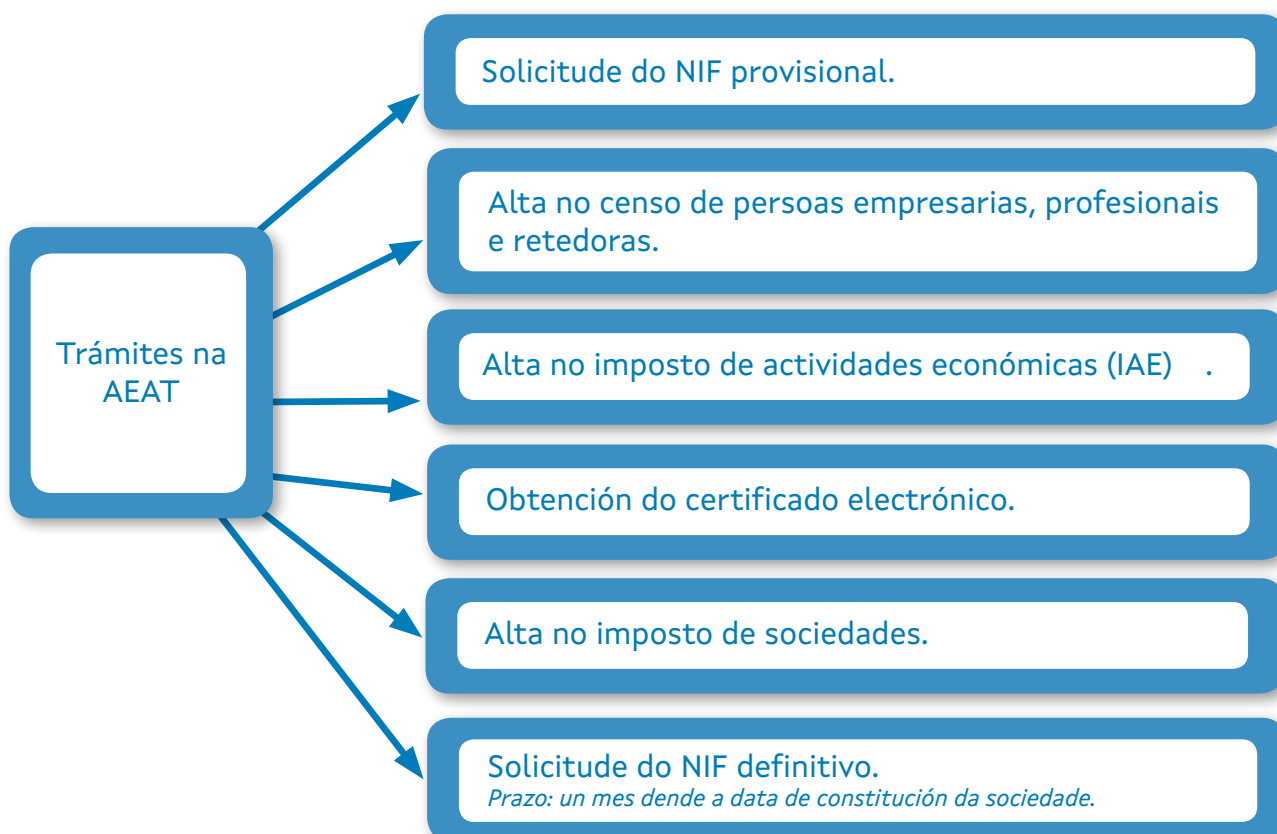 Trámites na
AEAT
Solicitude do NIF provisional.
Alta no censo de persoas empresarias, profesionais
e retedoras.
Alta no imposto de actividades económicas (IAE) .
Obtención do certificado electrónico.
Alta no imposto de sociedades.
Solicitude do NIF definitivo.
Prazo: un mes dende a data de constitución da sociedade.